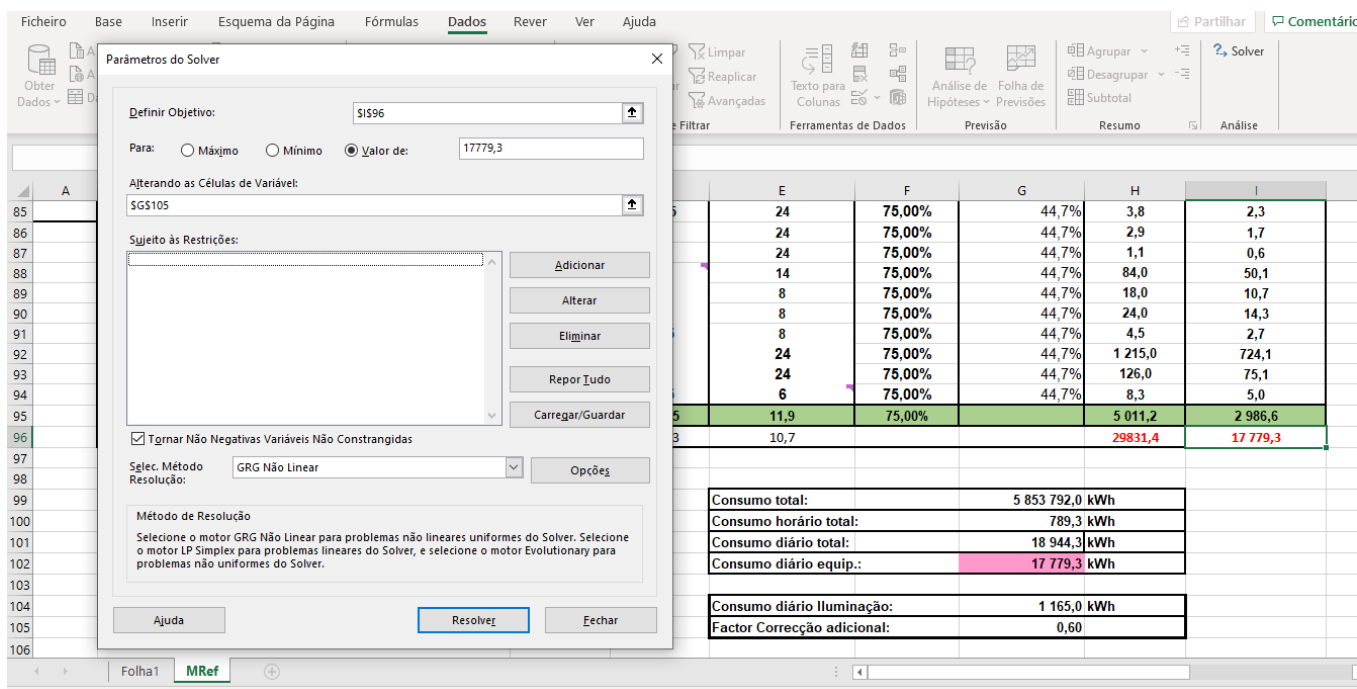 Ficheiro Base Inserir Esquema da Página Fórmulas Dados Rever Ver Ajuda Partilhar Comentário
Obter
Dados
Limpar
Reaplicar
Avançadas
Texto para
Colunas
Análise de
Hipóteses
Folha de
Previsões
Agrupar
Desagrupar
Subtotal
Solver
e Filtrar Ferramentas de Dados Previsão Resumo Análise
Parâmetros do Solver
Definir Objetivo: $I$96
Para: Máximo Mínimo Valor de: 17779,3
Alterando as Células de Variável:
$G$105
Sujeito às Restrições:
Adicionar
Alterar
Eliminar
Repor Tudo
Carregar/Guardar
Tornar Não Negativas Variáveis Não Constrangidas
Selec. Método
Resolução:
GRG Não Linear
Opções
Método de Resolução
Selecione o motor GRG Não Linear para problemas não lineares uniformes do Solver. Selecione
o motor LP Simplex para problemas lineares do Solver, e selecione o motor Evolutionary para
problemas não uniformes do Solver.
Ajuda Resolver Fechar
A E F G H I
85 5 24 75,00% 44,7% 3,8 2,3
86 24 75,00% 44,7% 2,9 1,7
87 24 75,00% 44,7% 1,1 0,6
88 14 75,00% 44,7% 84,0 50,1
89 8 75,00% 44,7% 18,0 10,7
90 8 75,00% 44,7% 24,0 14,3
91 8 75,00% 44,7% 4,5 2,7
92 24 75,00% 44,7% 1 215,0 724,1
93 24 75,00% 44,7% 126,0 75,1
94 6 75,00% 44,7% 8,3 5,0
95 5 11,9 75,00% 5 011,2 2 986,6
96 3 10,7 29831,4 17 779,3
97
98
99 Consumo total: 5 853 792,0 kWh
100 Consumo horário total: 789,3 kWh
101 Consumo diário total: 18 944,3 kWh
102 Consumo diário equip.: 17 779,3 kWh
103
104 Consumo diário Iluminação: 1 165,0 kWh
105 Factor Correcção adicional: 0,60
106
Folha1 MRef